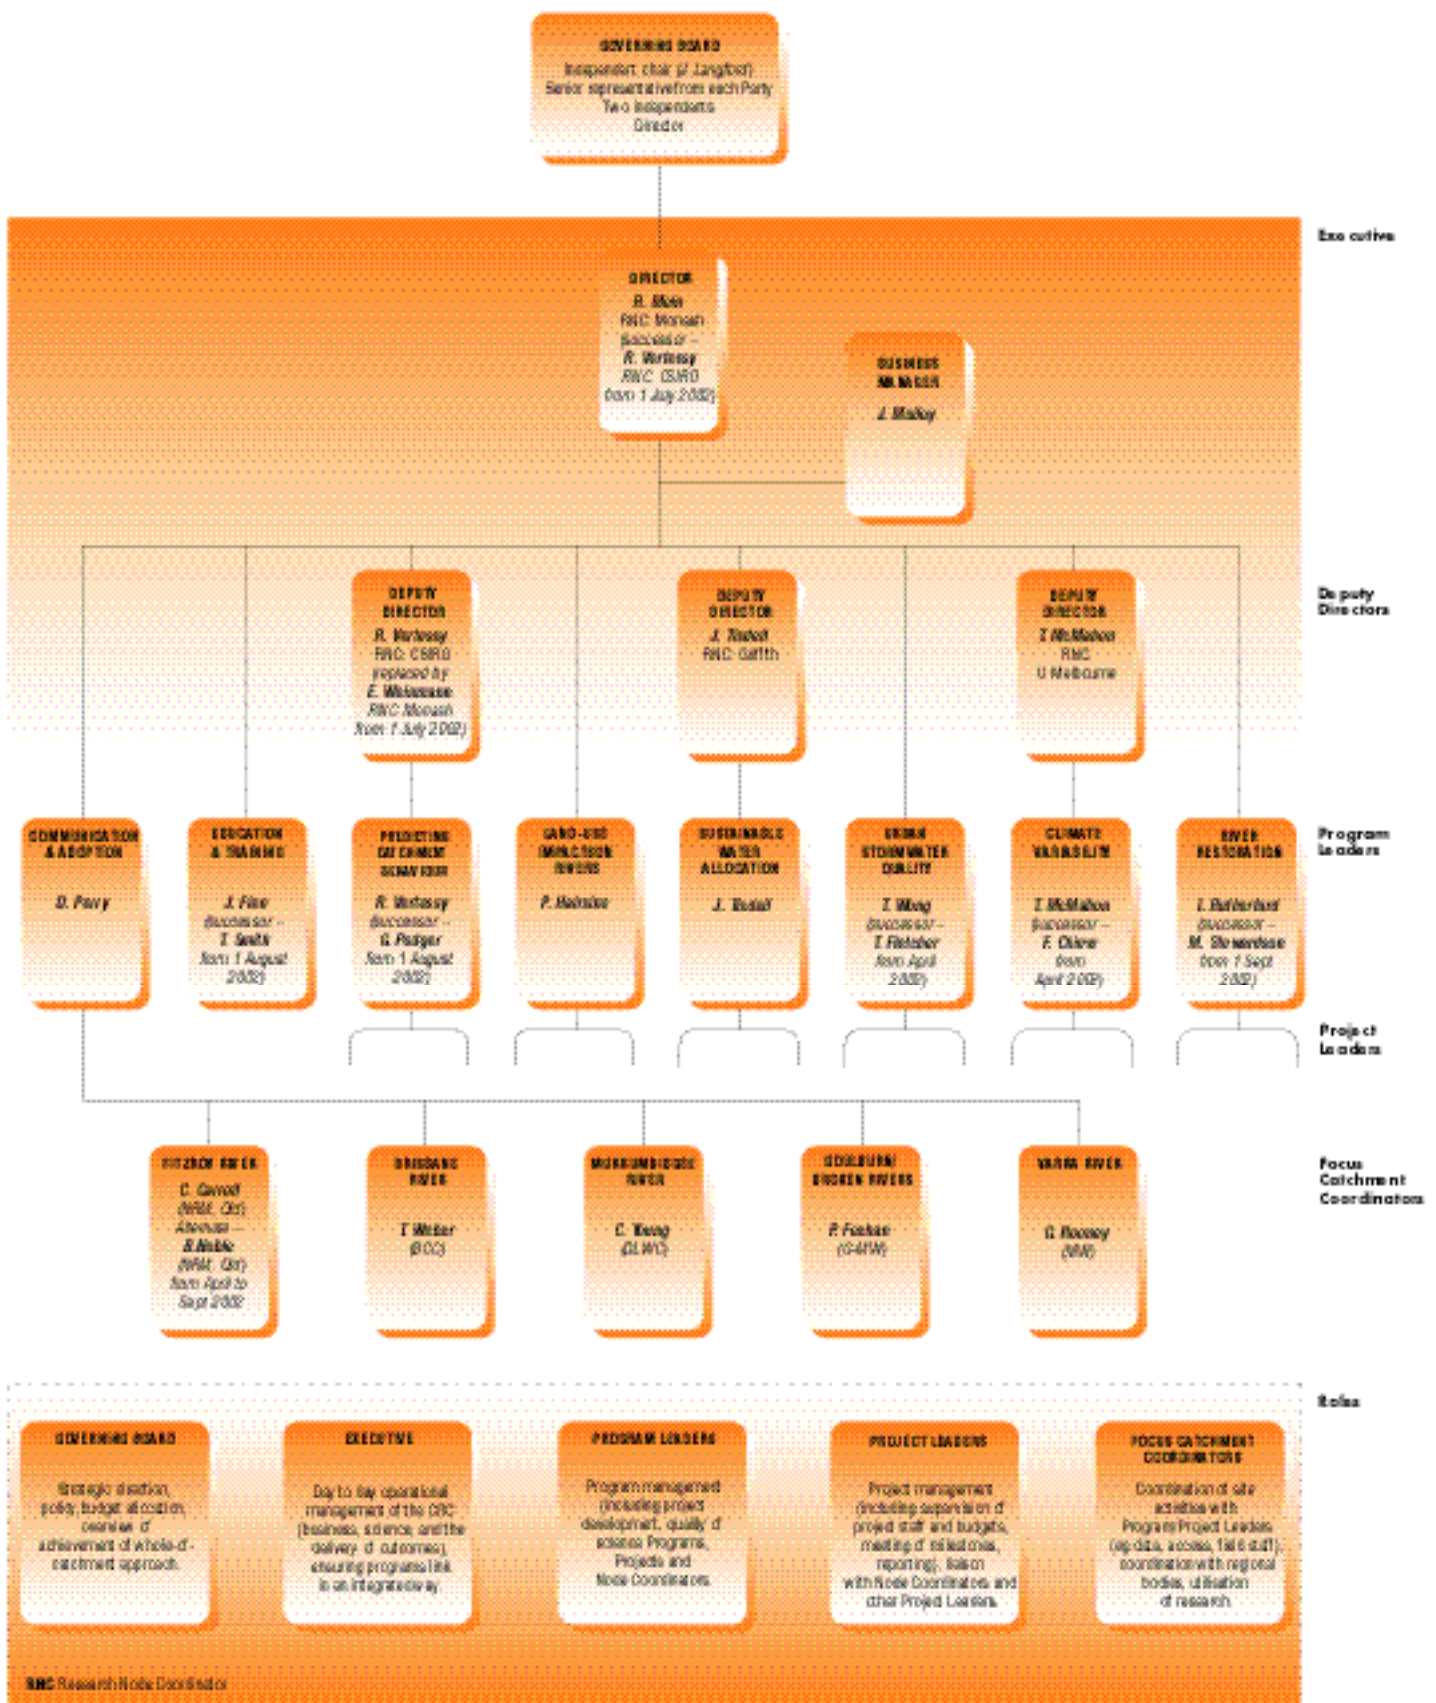 GOVERNING BOARD
Independent chair (J. Langford)
Senior representative from each Party
Two Independents
Director
Executive
DIRECTOR
R. Mein
RNC: Monash
(successor –
R. Vertessy
RNC: CSIRO
from 1 July 2002)
BUSINESS
MANAGER
J. Molloy
Deputy
Directors
DEPUTY
DIRECTOR
R. Vertessy
RNC: CSIRO
(replaced by
E. Weinmann
RNC Monash
from 1 July 2002)
DEPUTY
DIRECTOR
J. Tisdell
RNC: Griffith
DEPUTY
DIRECTOR
T. McMahon
RNC
U. Melbourne
Program
Leaders
COMMUNICATION
& ADOPTION
D. Perry
EDUCATION
& TRAINING
J. Fien
(successor –
T. Smith
from 1 August
2002)
PREDICTING
CATCHMENT
BEHAVIOUR
R. Vertessy
(successor –
G. Podger
from 1 August
2002)
LAND-USE
IMPACTS ON
RIVERS
P. Hairsine
SUSTAINABLE
WATER
ALLOCATION
J. Tisdell
URBAN
STORMWATER
QUALITY
T. Wong
(successor –
T. Fletcher
from April
2002)
CLIMATE
VARIABILITY
T. McMahon
(successor –
F. Chiew
from
April 2002)
RIVER
RESTORATION
I. Rutherfurd
(successor –
M. Stewardson
from 1 Sept
2002)
Project
Leaders
Focus
Catchment
Coordinators
FITZROY RIVER
C. Carroll
(NRM, Qld)
Alternate –
B. Noble
(NRM, Qld)
from April to
Sept 2002
BRISBANE
RIVER
T. Weber
(BCC)
MURRUMBIDGEE
RIVER
C. Young
(DLWC)
GOULBURN/
BROKEN RIVERS
P. Feehan
(G-MW)
YARRA RIVER
G. Rooney
(MW)
Roles
GOVERNING BOARD
Strategic direction,
policy, budget allocation,
overview of
achievement of whole-of-
catchment approach.
EXECUTIVE
Day to day operational
management of the CRC
(business, science, and the
delivery of outcomes),
ensuring programs link
in an integrated way.
PROGRAM LEADERS
Program management
(including project
development, quality of
science Programs,
Projects and
Node Coordinators.
PROJECT LEADERS
Project management
(including supervision of
project staff and budgets,
meeting of milestones,
reporting), liaison
with Node Coordinators and
other Project Leaders.
FOCUS CATCHMENT
COORDINATORS
Coordination of site
activities with
Program/Project Leaders
(eg data, access, field staff),
coordination with regional
bodies, utilisation
of research.
RNC Research Node Coordinator